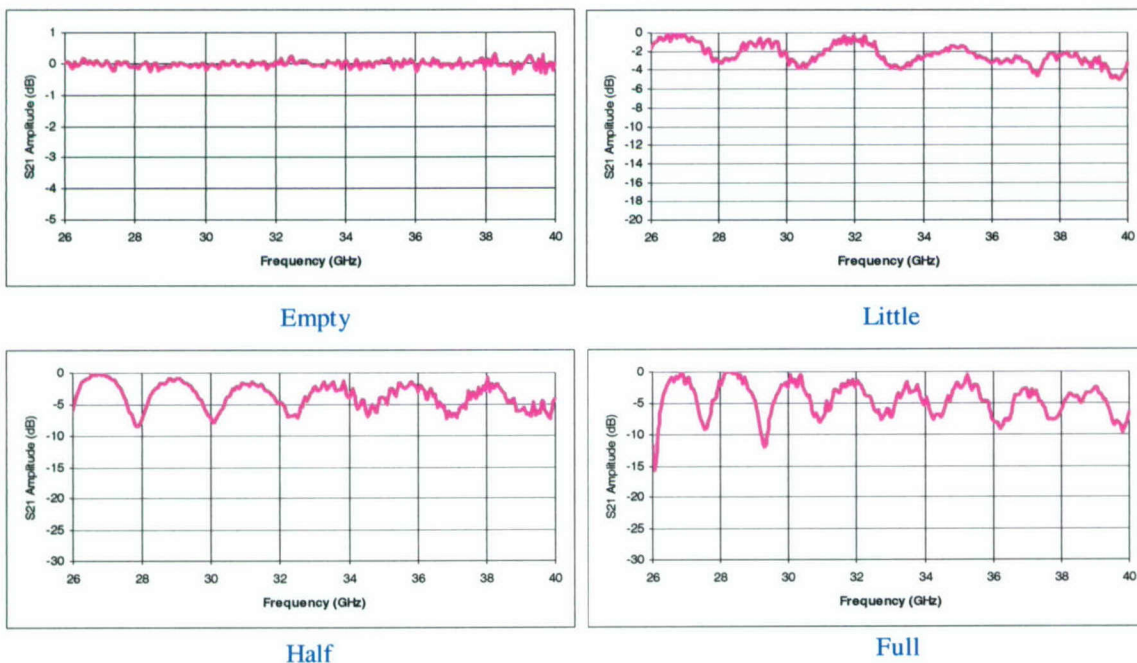 S21 Amplitude (dB)
1
0
-1
-2
-3
-4
-5
26 28 30 32 34 36 38 40
Frequency (GHz)
Empty
S21 Amplitude (dB)
0
-2
-4
-6
-8
-10
-12
-14
-16
-18
-20
26 28 30 32 34 36 38 40
Frequency (GHz)
Little
S21 Amplitude (dB)
0
-5
-10
-15
-20
-25
-30
26 28 30 32 34 36 38 40
Frequency (GHz)
Half
S21 Amplitude (dB)
0
-5
-10
-15
-20
-25
-30
26 28 30 32 34 36 38 40
Frequency (GHz)
Full